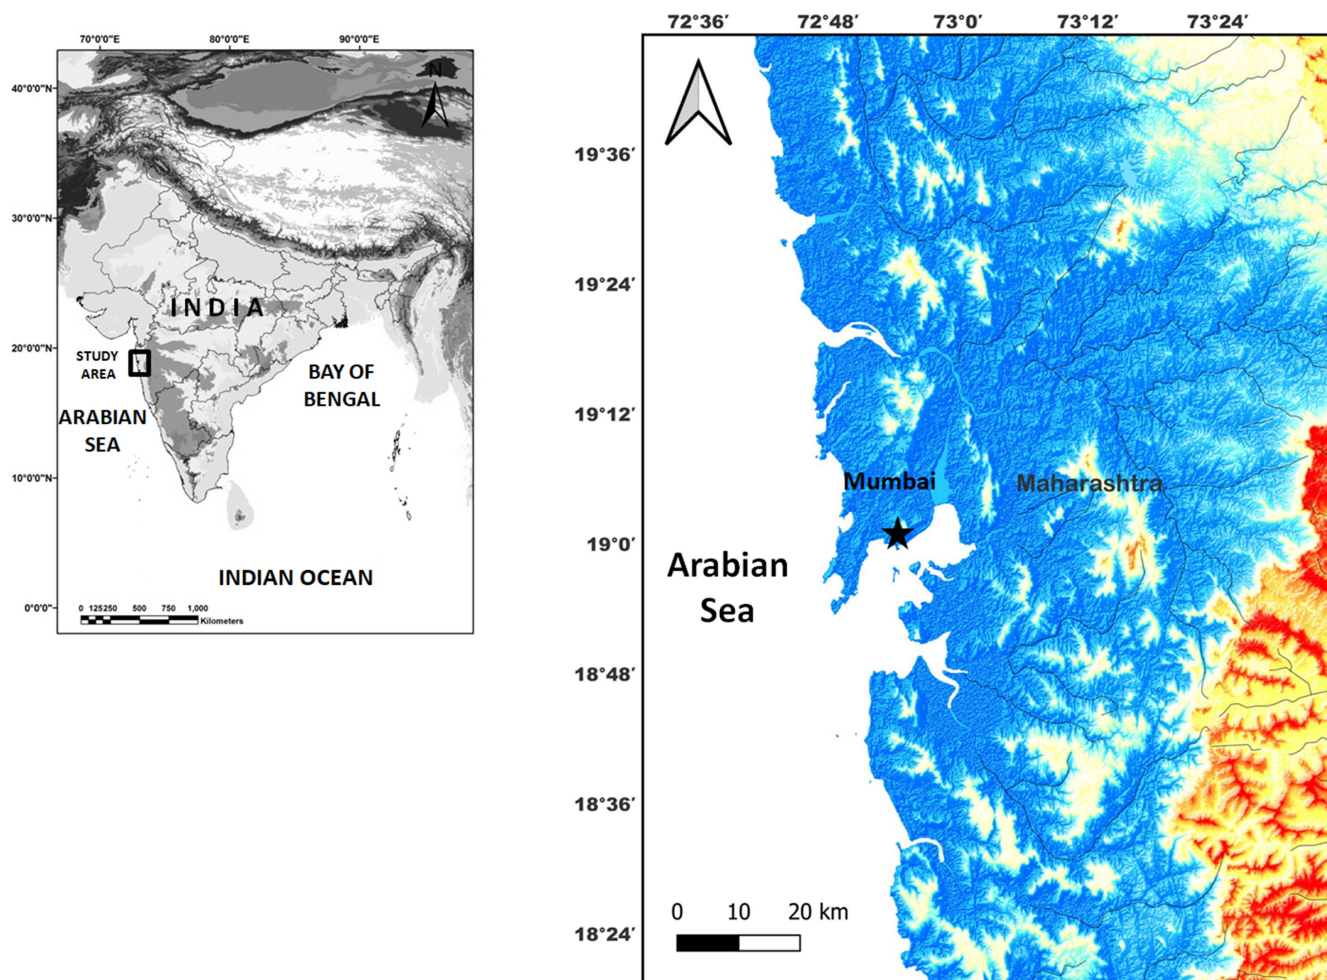 70°0'0"E 80°0'0"E 90°0'0"E
40°0'0"N
N
30°0'0"N
INDIA
20°0'0"N
STUDY
AREA
BAY OF
BENGAL
ARABIAN
SEA
10°0'0"N
INDIAN OCEAN
0°0'0"
0 125 250 500 750 1,000
Kilometers
72°36′ 72°48′ 73°0′ 73°12′ 73°24′
19°36′
19°24′
19°12′
Mumbai
Maharashtra
19°0′
Arabian
Sea
18°48′
18°36′
0 10 20 km
18°24′